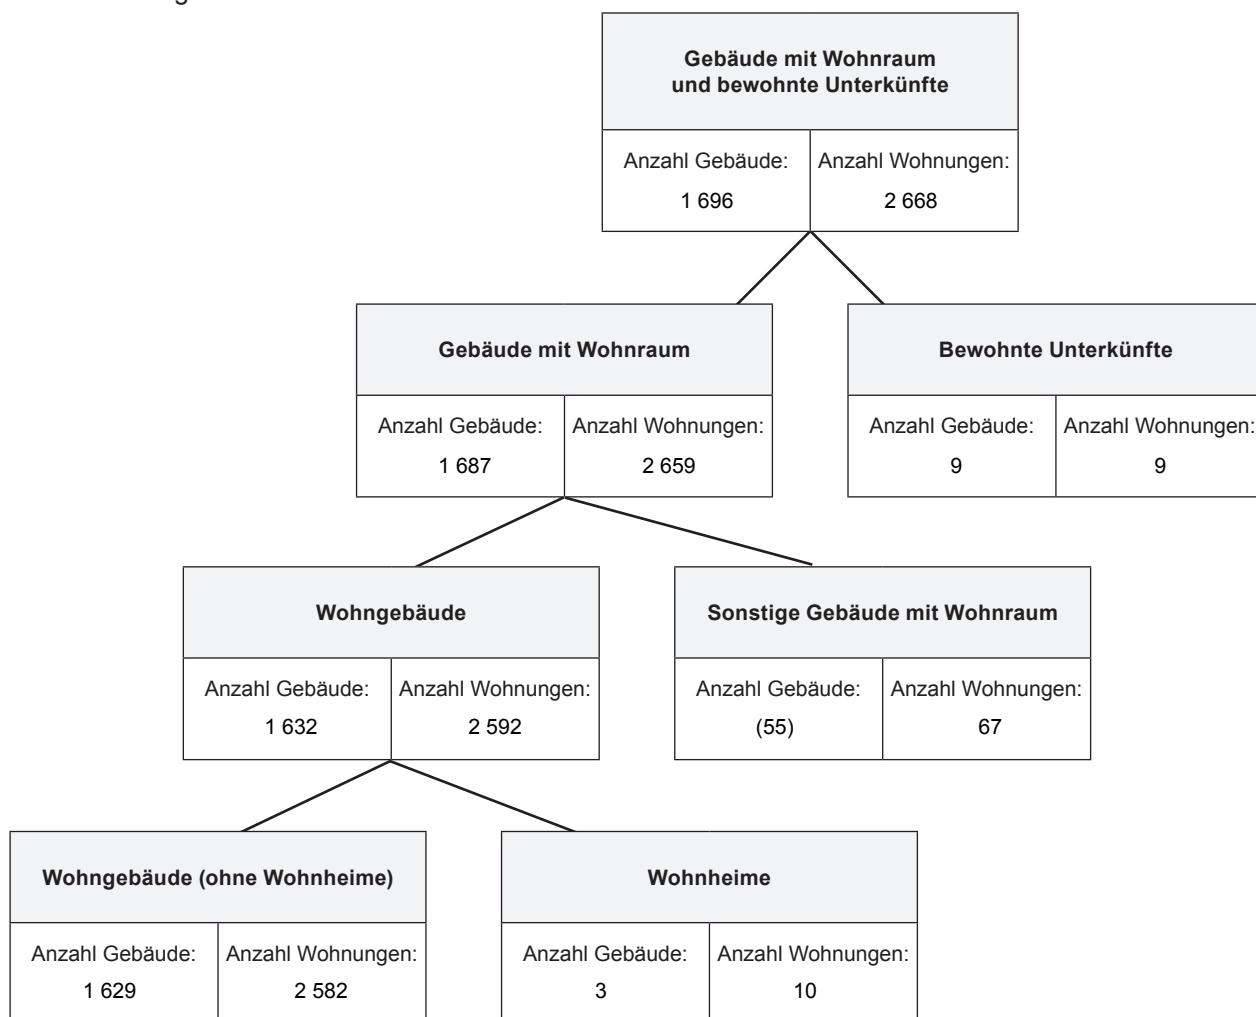 Gebäude mit Wohnraum
und bewohnte Unterkünfte
Anzahl Gebäude: Anzahl Wohnungen:
1 696 2 668
Gebäude mit Wohnraum
Bewohnte Unterkünfte
Anzahl Gebäude: Anzahl Wohnungen:
1 687 2 659
Anzahl Gebäude: Anzahl Wohnungen:
9 9
Wohngebäude
Sonstige Gebäude mit Wohnraum
Anzahl Gebäude: Anzahl Wohnungen:
1 632 2 592
Anzahl Gebäude: Anzahl Wohnungen:
(55) 67
Wohngebäude (ohne Wohnheime)
Wohnheime
Anzahl Gebäude: Anzahl Wohnungen:
1 629 2 582
Anzahl Gebäude: Anzahl Wohnungen:
3 10